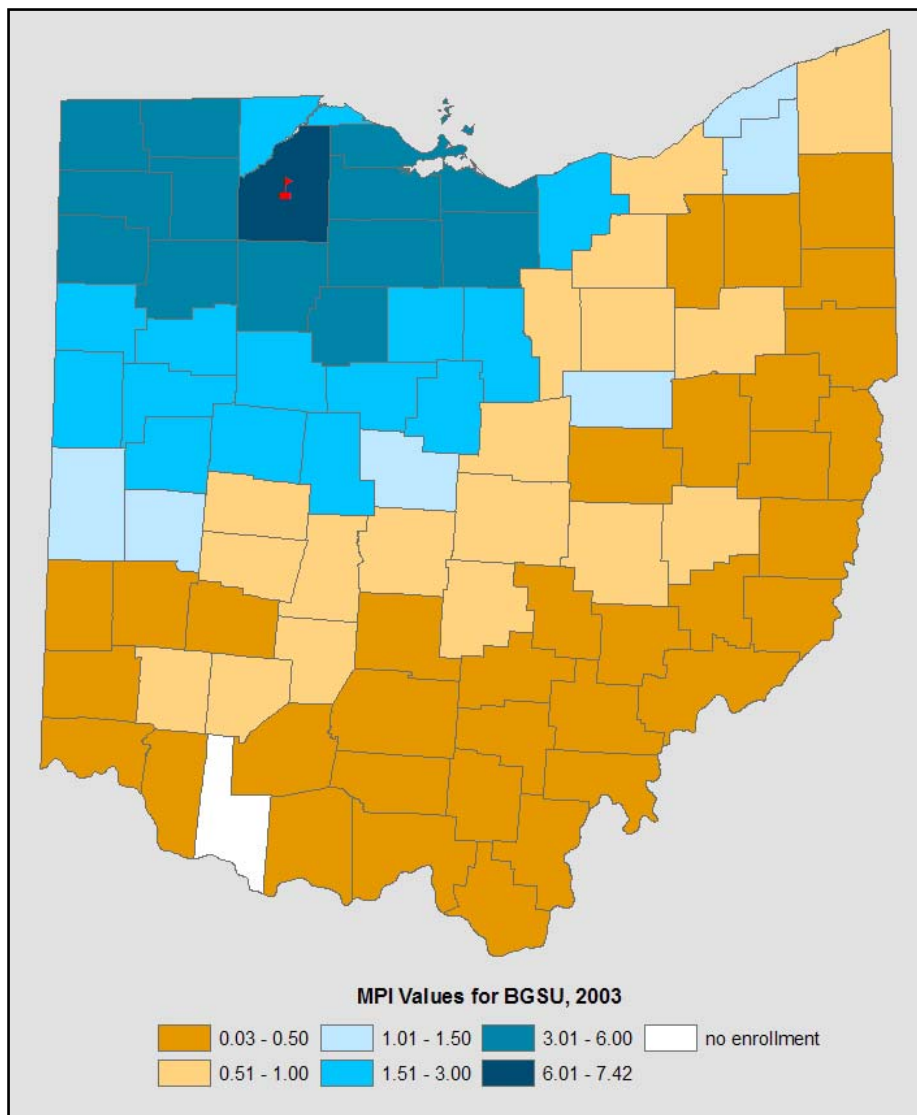 MPI Values for BGSU, 2003
0.03 - 0.50 1.01 - 1.50 3.01 - 6.00 no enrollment
0.51 - 1.00 1.51 - 3.00 6.01 - 7.42